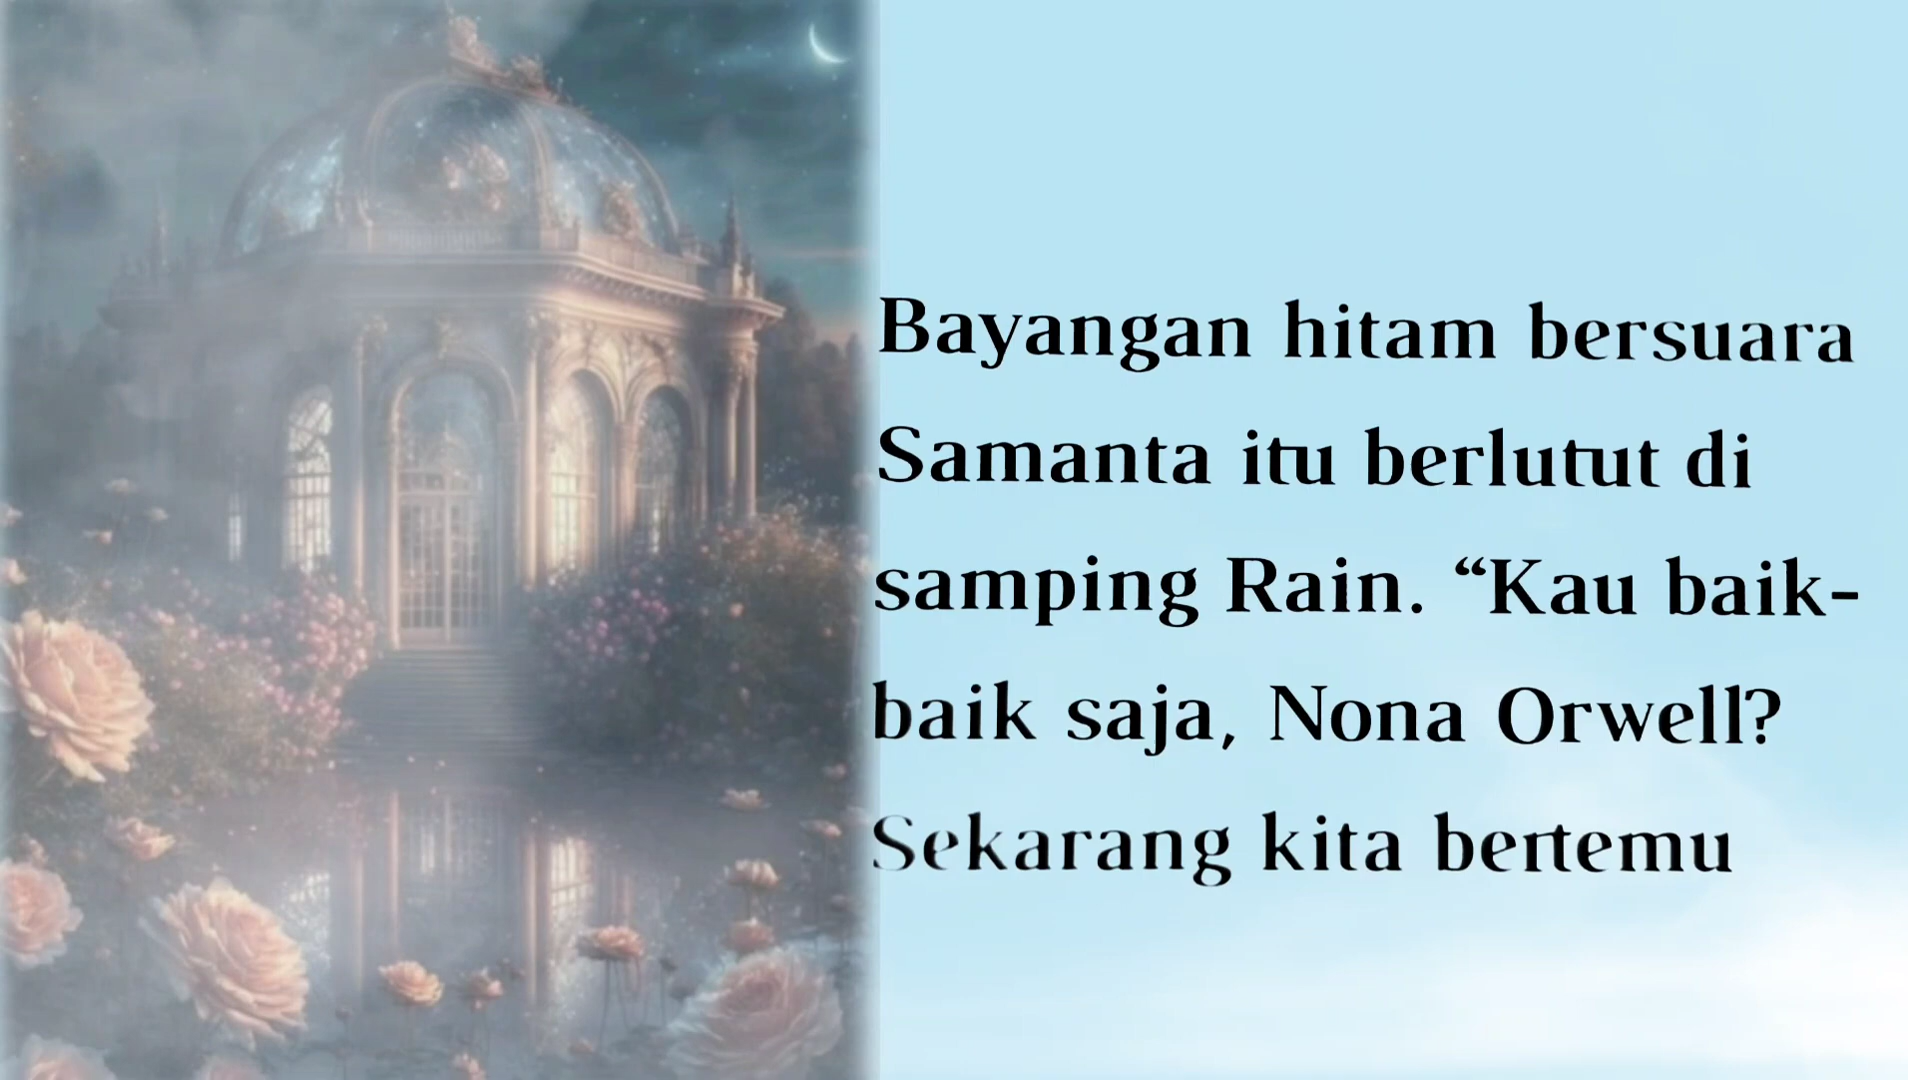 Bayangan hitam bersuara
Samanta itu berlutut di
samping Rain. “Kau baik-
baik saja, Nona Orwell?
Sekarang kita bertemu